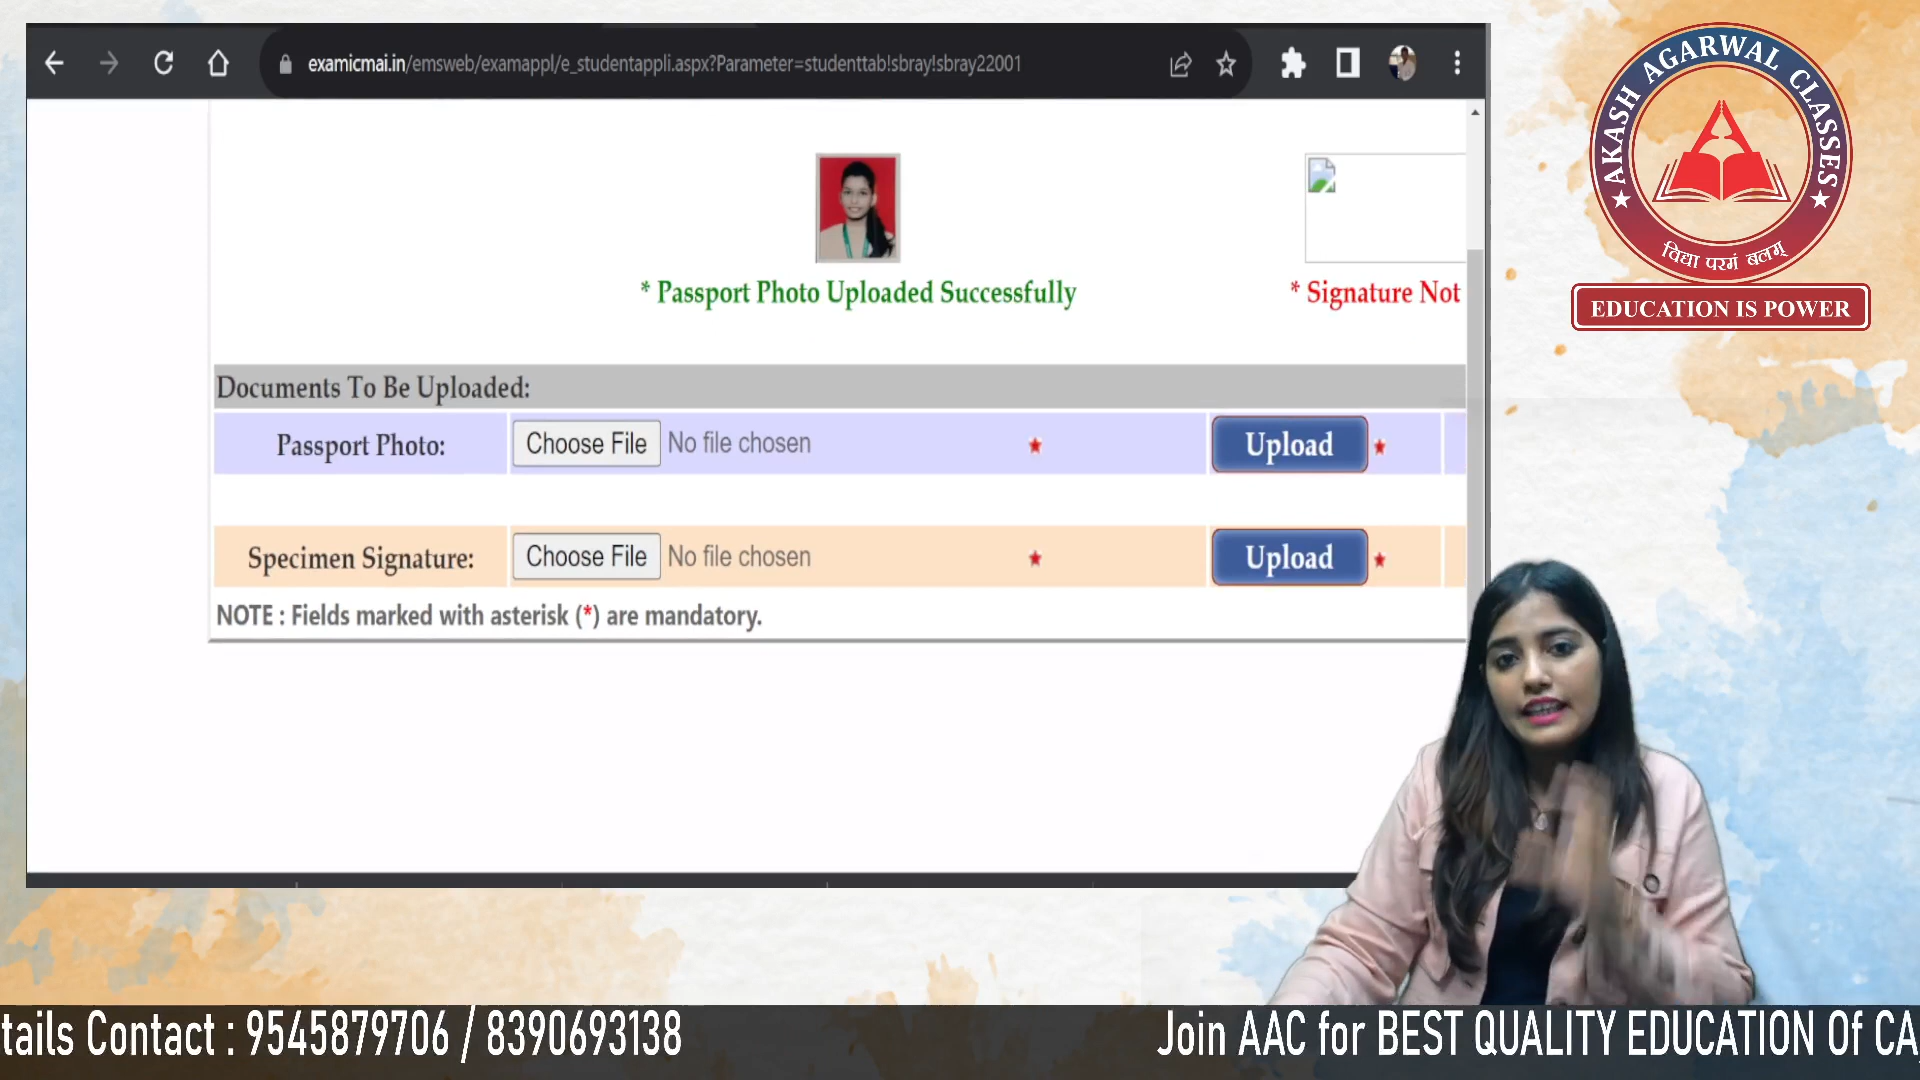 examicmai.in/emsweb/examappl/e_studentappli.aspx?Parameter=studenttab!sbray!sbray22001
* Passport Photo Uploaded Successfully
* Signature Not
Documents To Be Uploaded:
Passport Photo: Choose File No file chosen * Upload *
Specimen Signature: Choose File No file chosen * Upload *
NOTE : Fields marked with asterisk (*) are mandatory.
AKASH AGARWAL CLASSES
विद्या परमं बलम्
EDUCATION IS POWER
tails Contact : 9545879706 / 8390693138
Join AAC for BEST QUALITY EDUCATION Of CA,